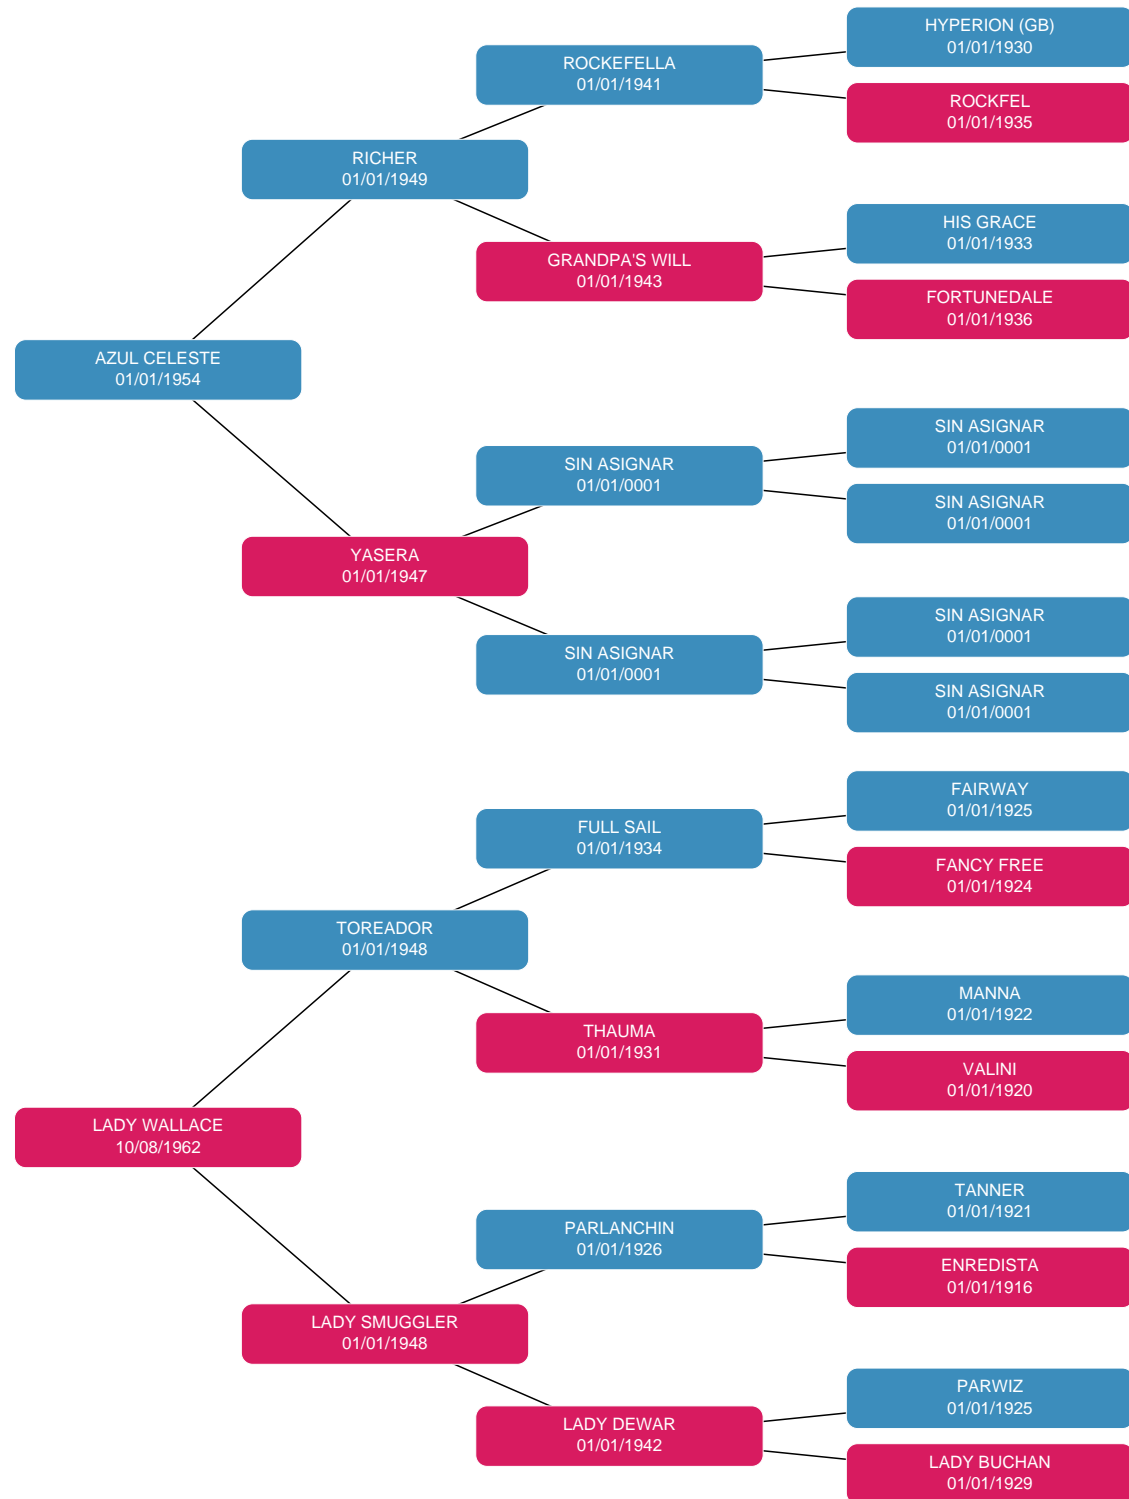 HYPERION (GB)
01/01/1930
ROCKEFELLA
01/01/1941
ROCKFEL
01/01/1935
RICHER
01/01/1949
HIS GRACE
01/01/1933
GRANDPA'S WILL
01/01/1943
FORTUNEDALE
01/01/1936
AZUL CELESTE
01/01/1954
SIN ASIGNAR
01/01/0001
SIN ASIGNAR
01/01/0001
SIN ASIGNAR
01/01/0001
YASERA
01/01/1947
SIN ASIGNAR
01/01/0001
SIN ASIGNAR
01/01/0001
SIN ASIGNAR
01/01/0001
FAIRWAY
01/01/1925
FULL SAIL
01/01/1934
FANCY FREE
01/01/1924
TOREADOR
01/01/1948
MANNA
01/01/1922
THAUMA
01/01/1931
VALINI
01/01/1920
LADY WALLACE
10/08/1962
TANNER
01/01/1921
PARLANCHIN
01/01/1926
ENREDISTA
01/01/1916
LADY SMUGGLER
01/01/1948
PARWIZ
01/01/1925
LADY DEWAR
01/01/1942
LADY BUCHAN
01/01/1929